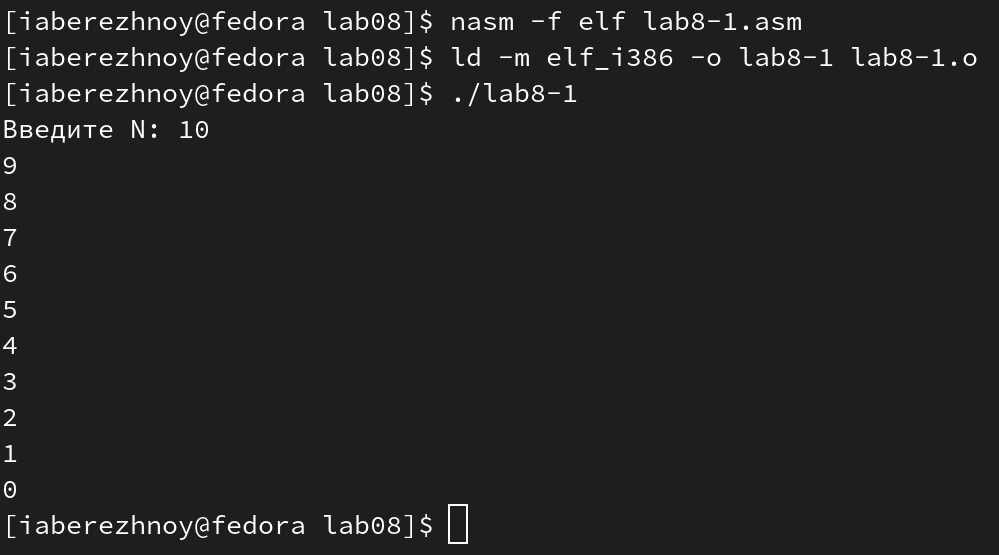 [iaberezhnoy@fedora lab08]$ nasm -f elf lab8-1.asm
[iaberezhnoy@fedora lab08]$ ld -m elf_i386 -o lab8-1 lab8-1.o
[iaberezhnoy@fedora lab08]$ ./lab8-1
Введите N: 10
9
8
7
6
5
4
3
2
1
0
[iaberezhnoy@fedora lab08]$